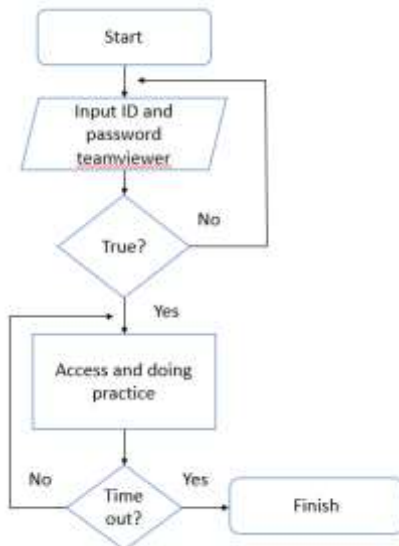 Start
Input ID and
password
teamviewer
No
True?
Yes
Access and doing
practice
No
Yes
Time
out?
Finish